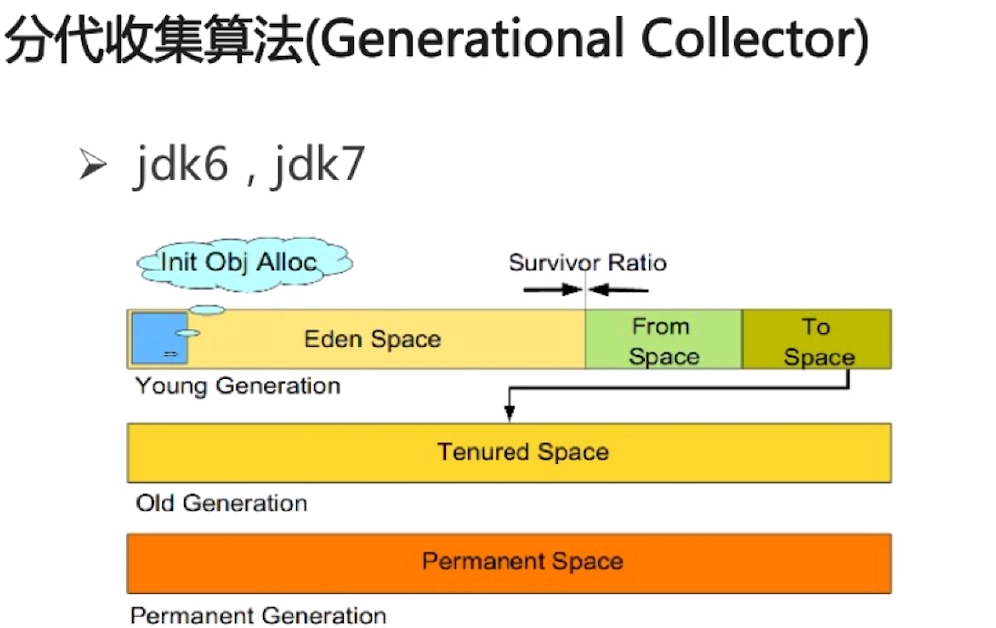 分代收集算法(Generational Collector)
jdk6，jdk7
Init Obj Alloc
Survivor Ratio
Eden Space
From
Space
To
Space
Young Generation
Tenured Space
Old Generation
Permanent Space
Permanent Generation